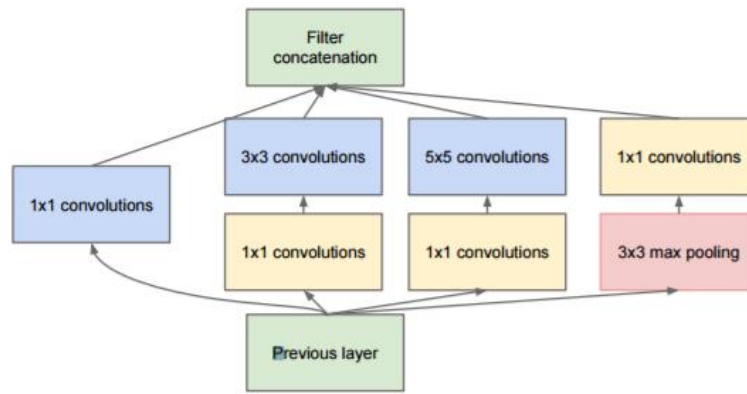 Filter
concatenation
3x3 convolutions
5x5 convolutions
1x1 convolutions
1x1 convolutions
1x1 convolutions
1x1 convolutions
3x3 max pooling
Previous layer